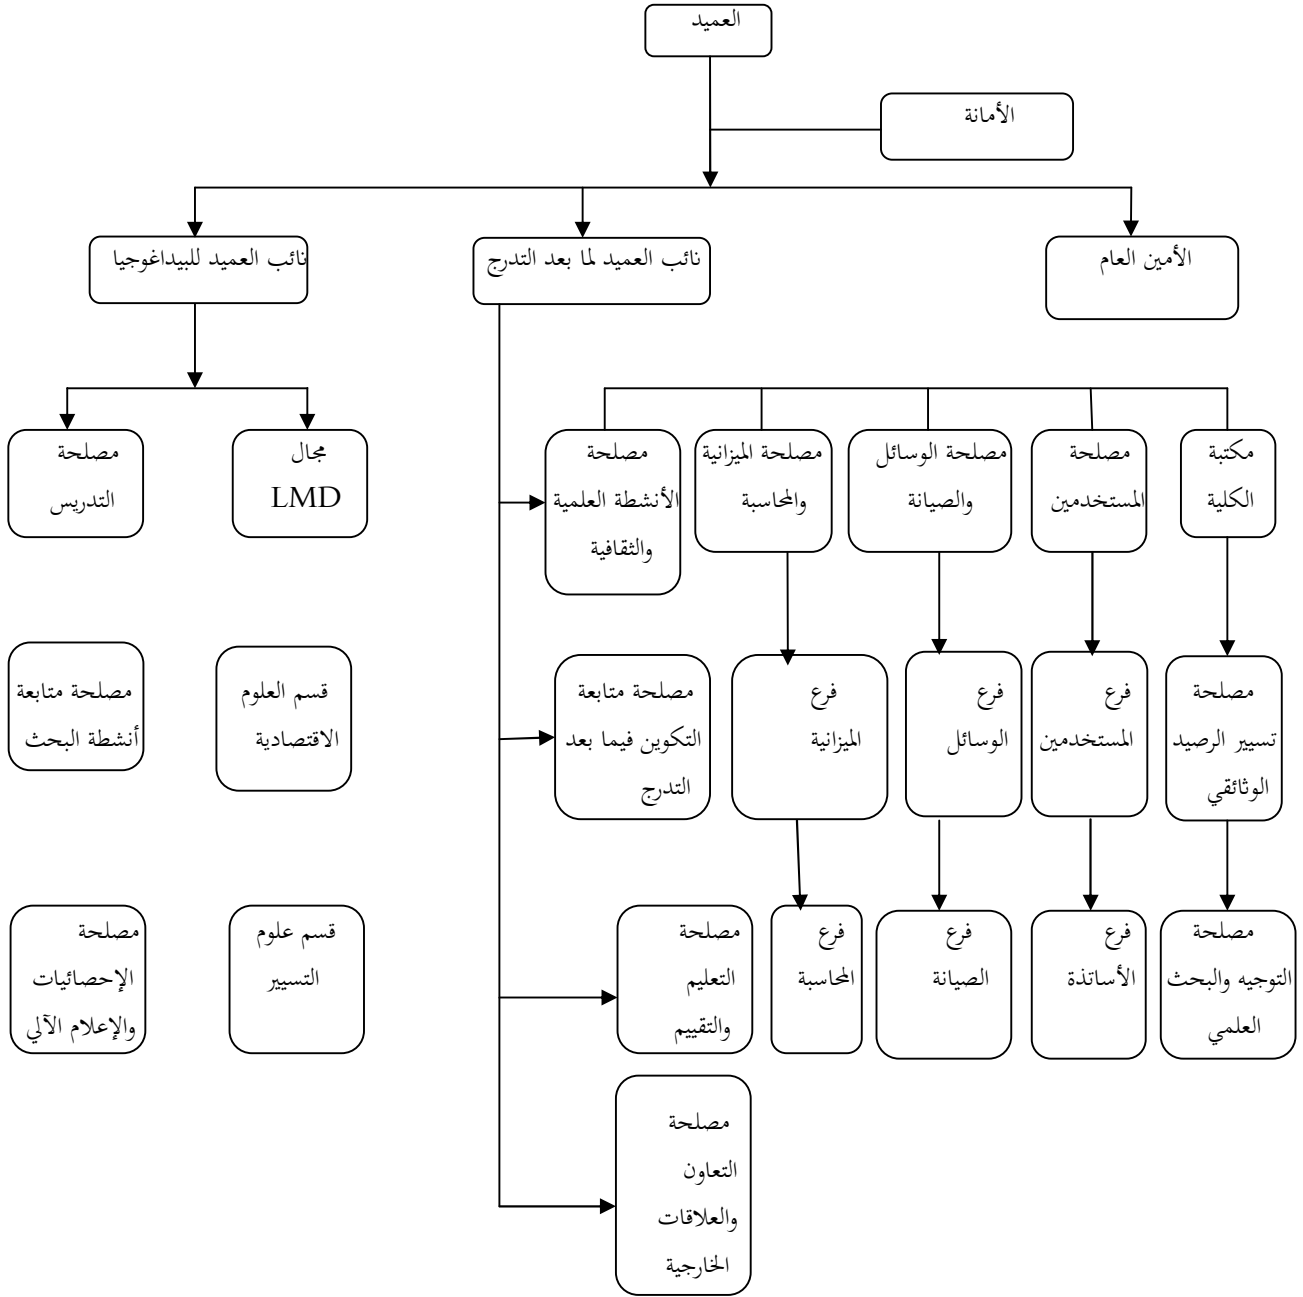 العميد
الأمانة
الأمين العام
نائب العميد لما بعد التدرج
نائب العميد للبيداغوجيا
مكتبة
الكلية
مصلحة
المستخدمين
مصلحة الوسائل
والصيانة
مصلحة الميزانية
والمحاسبة
مصلحة
الأنشطة العلمية
والثقافية
مجال
LMD
مصلحة
التدريس
مصلحة
تسيير الرصيد
الوثائقي
فرع
المستخدمين
فرع
الوسائل
فرع
الميزانية
مصلحة متابعة
التكوين فيما بعد
التدرج
قسم العلوم
الاقتصادية
مصلحة متابعة
أنشطة البحث
مصلحة
التوجيه والبحث
العلمي
فرع
الأساتذة
فرع
الصيانة
فرع
المحاسبة
مصلحة
التعليم
والتقييم
قسم علوم
التسيير
مصلحة
الإحصائيات
والإعلام الآلي
مصلحة
التعاون
والعلاقات
الخارجية